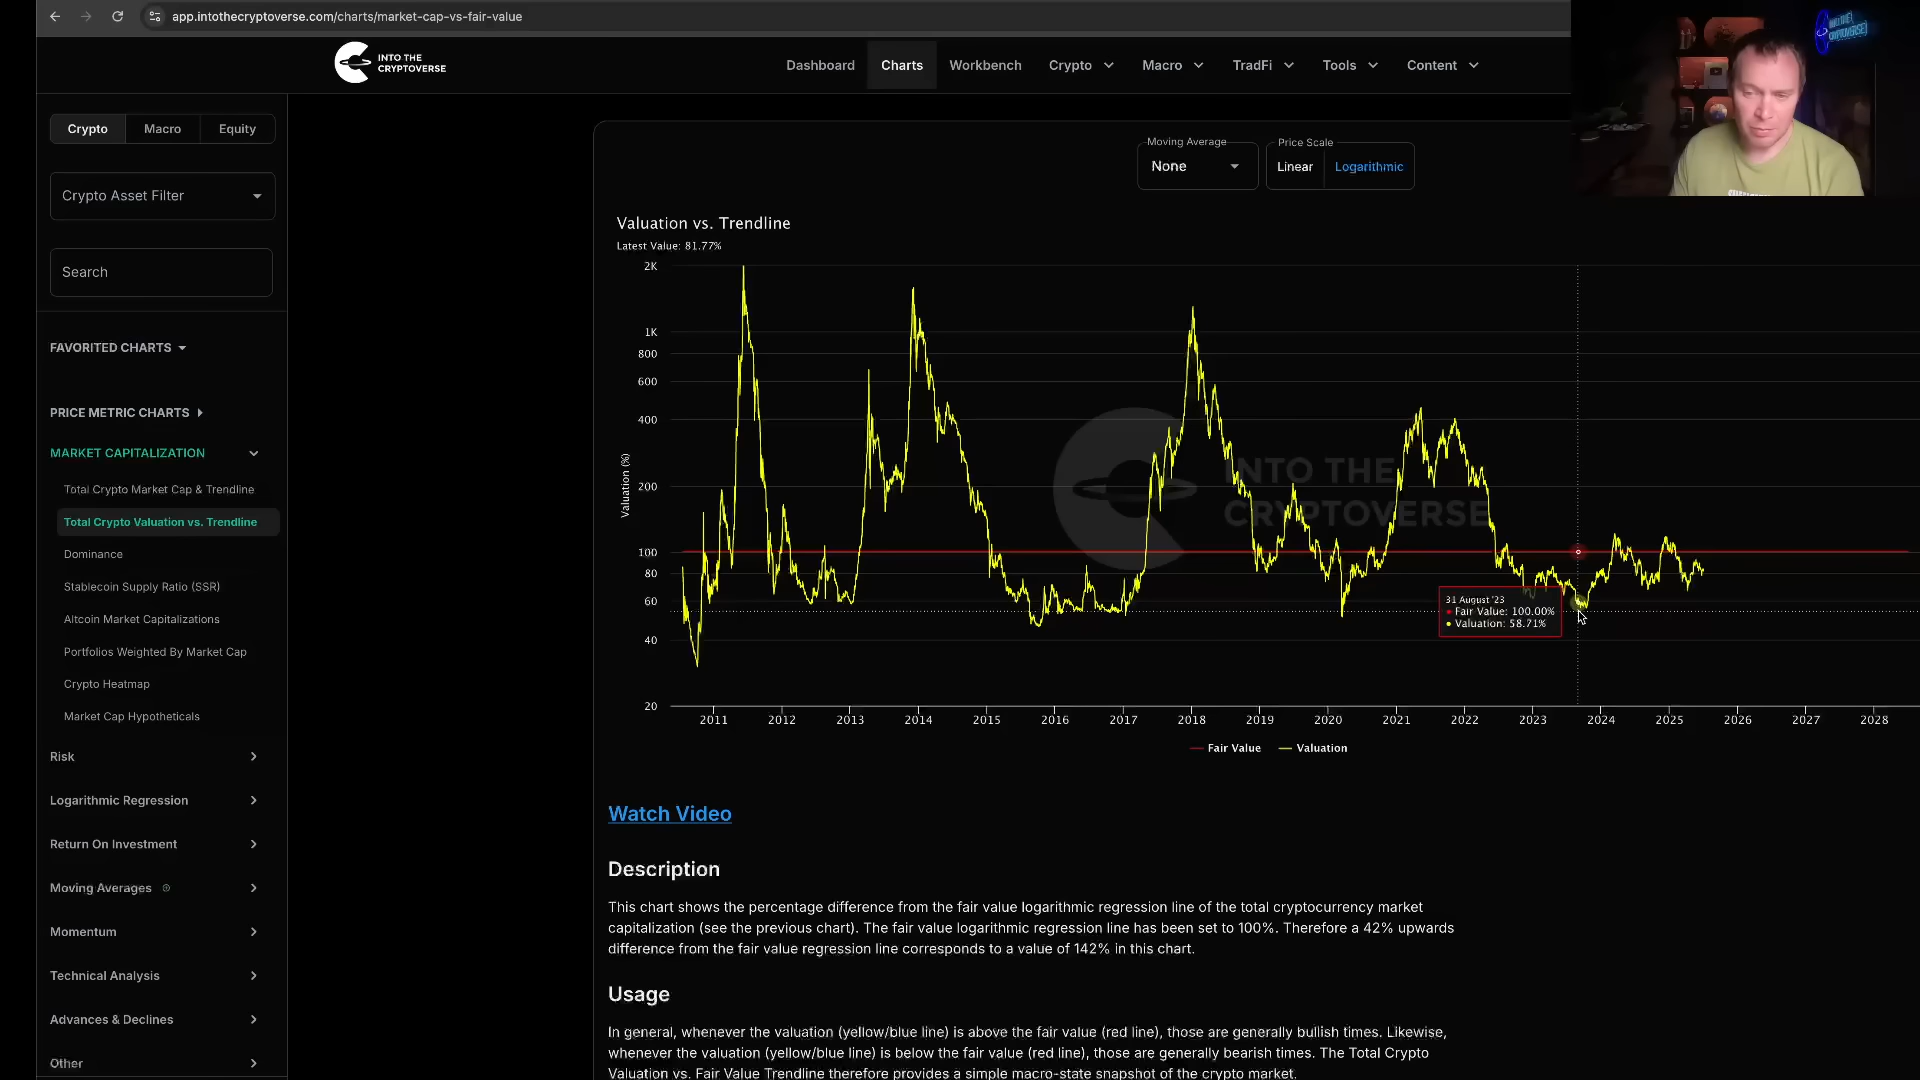 app.intothecryptoverse.com/charts/market-cap-vs-fair-value
INTO THE
CRYPTOVERSE
Dashboard
Charts
Workbench
Crypto
Macro
TradFi
Tools
Content
INTO THE
CRYPTOVERSE
Crypto
Macro
Equity
Crypto Asset Filter
Search
FAVORITED CHARTS
PRICE METRIC CHARTS
MARKET CAPITALIZATION
Total Crypto Market Cap & Trendline
Total Crypto Valuation vs. Trendline
Dominance
Stablecoin Supply Ratio (SSR)
Altcoin Market Capitalizations
Portfolios Weighted By Market Cap
Crypto Heatmap
Market Cap Hypotheticals
Risk
Logarithmic Regression
Return On Investment
Moving Averages
Momentum
Technical Analysis
Advances & Declines
Other
Moving Average
None
Price Scale
Linear
Logarithmic
Valuation vs. Trendline
Latest Value: 81.77%
2K
1K
800
600
400
200
100
80
60
40
20
Valuation (%)
INTO THE
CRYPTOVERSE
31 August '23
Fair Value: 100.00%
Valuation: 58.71%
2011
2012
2013
2014
2015
2016
2017
2018
2019
2020
2021
2022
2023
2024
2025
2026
2027
2028
Fair Value
Valuation
Watch Video
Description
This chart shows the percentage difference from the fair value logarithmic regression line of the total cryptocurrency market
capitalization (see the previous chart). The fair value logarithmic regression line has been set to 100%. Therefore a 42% upwards
difference from the fair value regression line corresponds to a value of 142% in this chart.
Usage
In general, whenever the valuation (yellow/blue line) is above the fair value (red line), those are generally bullish times. Likewise,
whenever the valuation (yellow/blue line) is below the fair value (red line), those are generally bearish times. The Total Crypto
Valuation vs. Fair Value Trendline therefore provides a simple macro-state snapshot of the crypto market.